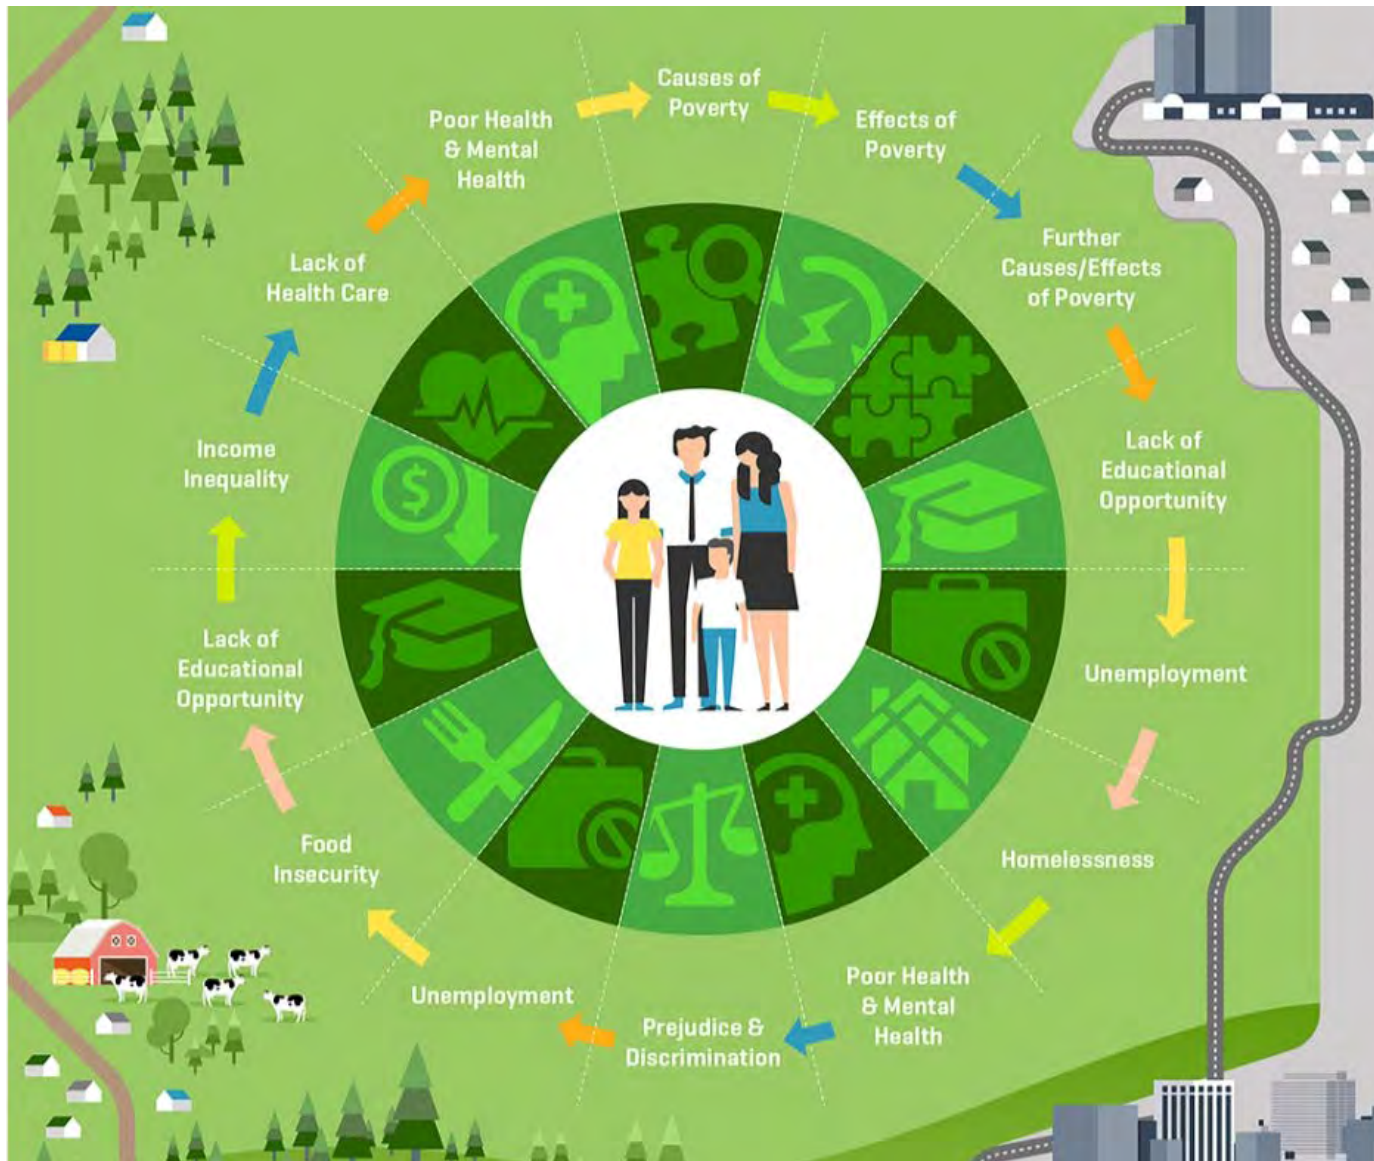 Causes of
Poverty
Effects of
Poverty
Further
Causes/Effects
of Poverty
Lack of
Educational
Opportunity
Unemployment
Homelessness
Poor Health
& Mental
Health
Prejudice &
Discrimination
Unemployment
Food
Insecurity
Lack of
Educational
Opportunity
Income
Inequality
$
Lack of
Health Care
Poor Health
& Mental
Health